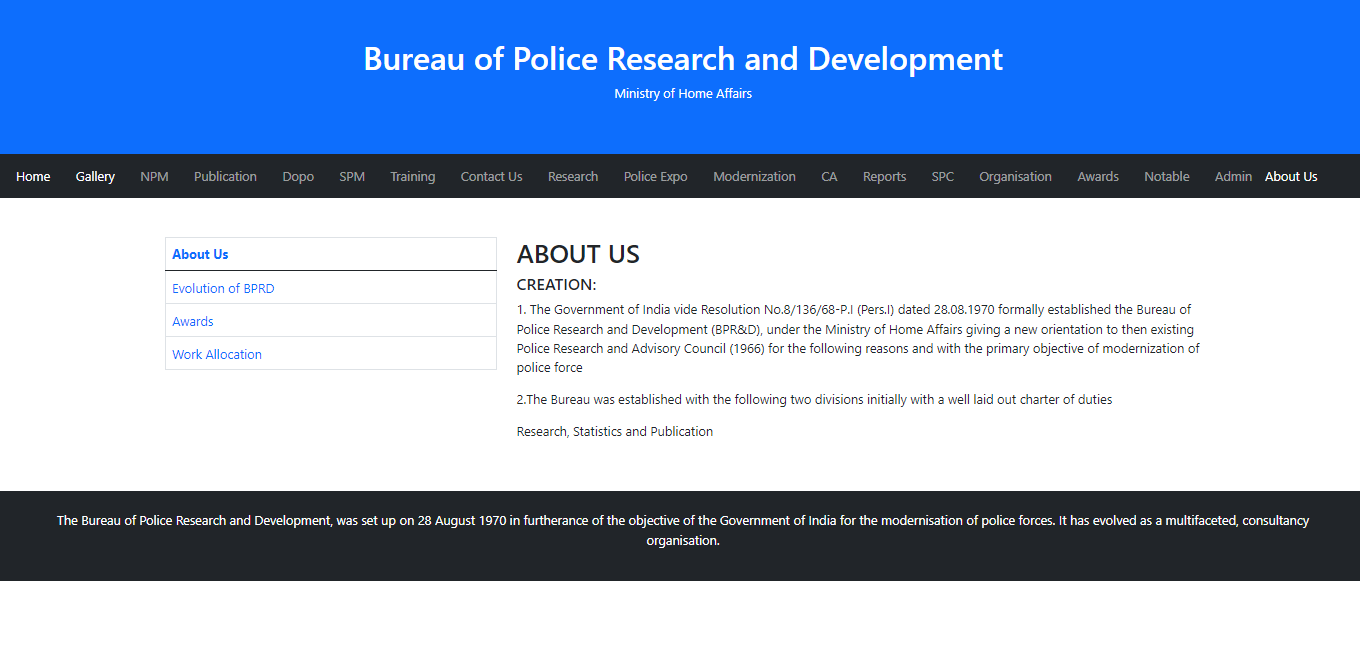 Bureau of Police Research and Development
Ministry of Home Affairs
Home Gallery NPM Publication Dopo SPM Training Contact Us Research Police Expo Modernization CA Reports SPC Organisation Awards Notable Admin About Us
About Us
Evolution of BPRD
Awards
Work Allocation
ABOUT US
CREATION:
1. The Government of India vide Resolution No.8/136/68-P.I (Pers.I) dated 28.08.1970 formally established the Bureau of
Police Research and Development (BPR&D), under the Ministry of Home Affairs giving a new orientation to then existing
Police Research and Advisory Council (1966) for the following reasons and with the primary objective of modernization of
police force
2.The Bureau was established with the following two divisions initially with a well laid out charter of duties
Research, Statistics and Publication
The Bureau of Police Research and Development, was set up on 28 August 1970 in furtherance of the objective of the Government of India for the modernisation of police forces. It has evolved as a multifaceted, consultancy
organisation.